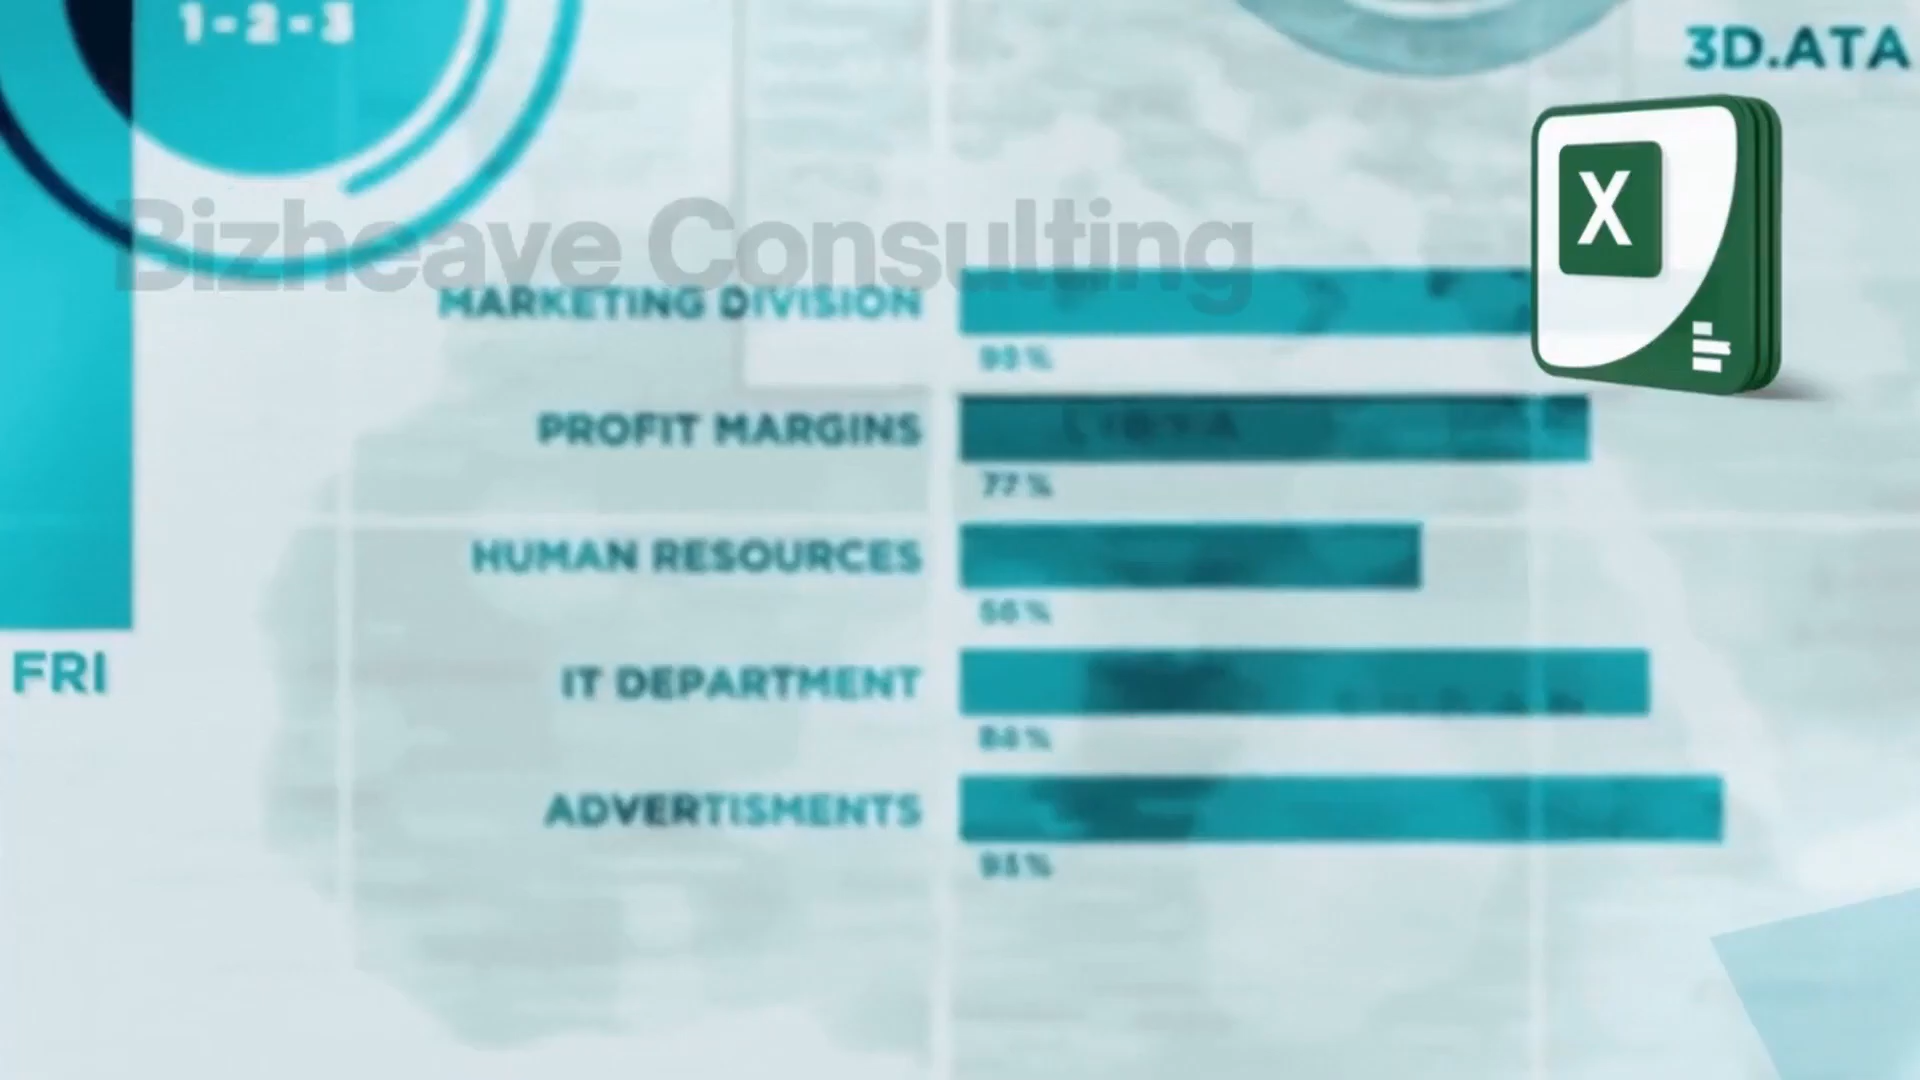 1-2-3
3D.ATA
X
Bizheave Consulting
MARKETING DIVISION
PROFIT MARGINS
77%
HUMAN RESOURCES
56%
FRI
IT DEPARTMENT
84%
ADVERTISMENTS
93%